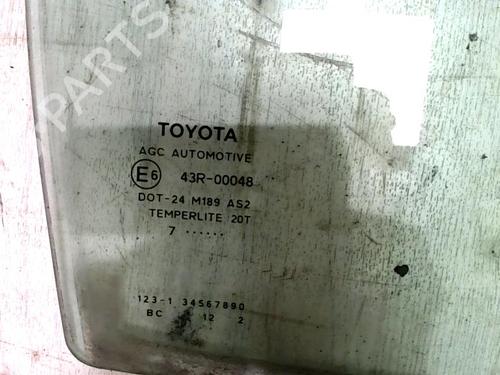 PARTS
TOYOTA
AGC AUTOMOTIVE
E6 43R-00048
DOT-24 M189 AS2
TEMPERLITE 20T
7 ......
123-1 34567890
BC 12 2